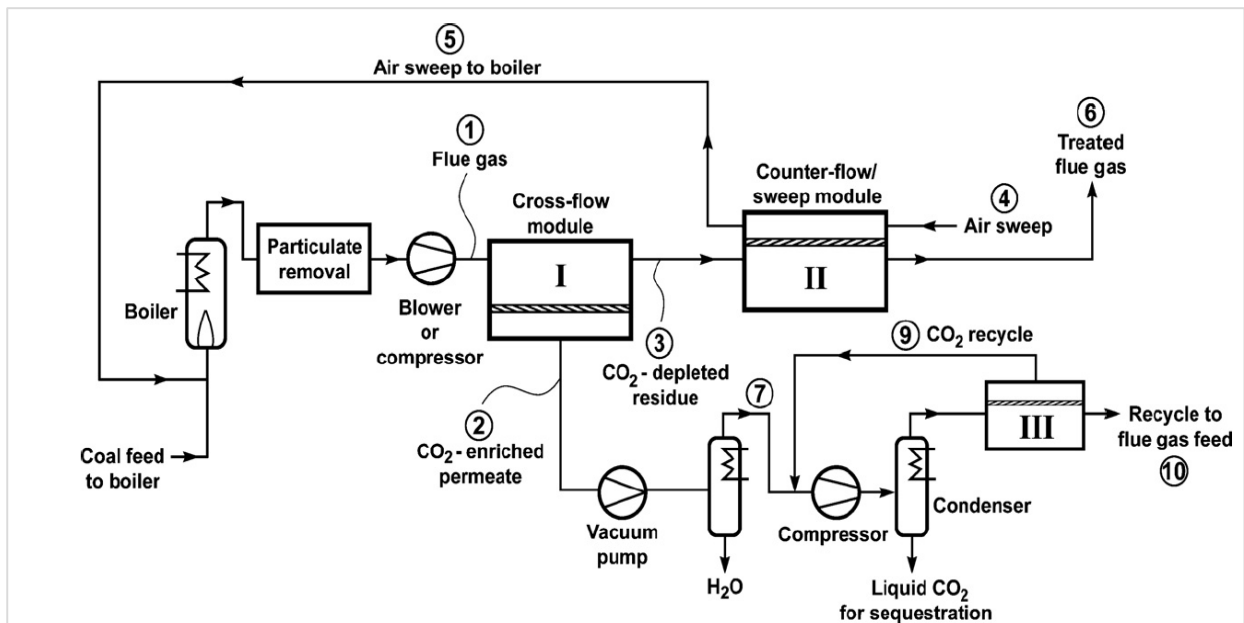 ⑤
Air sweep to boiler
①
Flue gas
⑥
Treated
flue gas
Counter-flow/
sweep module
④
Air sweep
Cross-flow
module
Particulate
removal
I
II
Boiler
Blower
or
compressor
③
CO₂ - depleted
residue
⑨ CO₂ recycle
②
CO₂ - enriched
permeate
⑦
III
Recycle to
flue gas feed
⑩
Coal feed
to boiler
Vacuum
pump
Compressor
Condenser
H₂O
Liquid CO₂
for sequestration